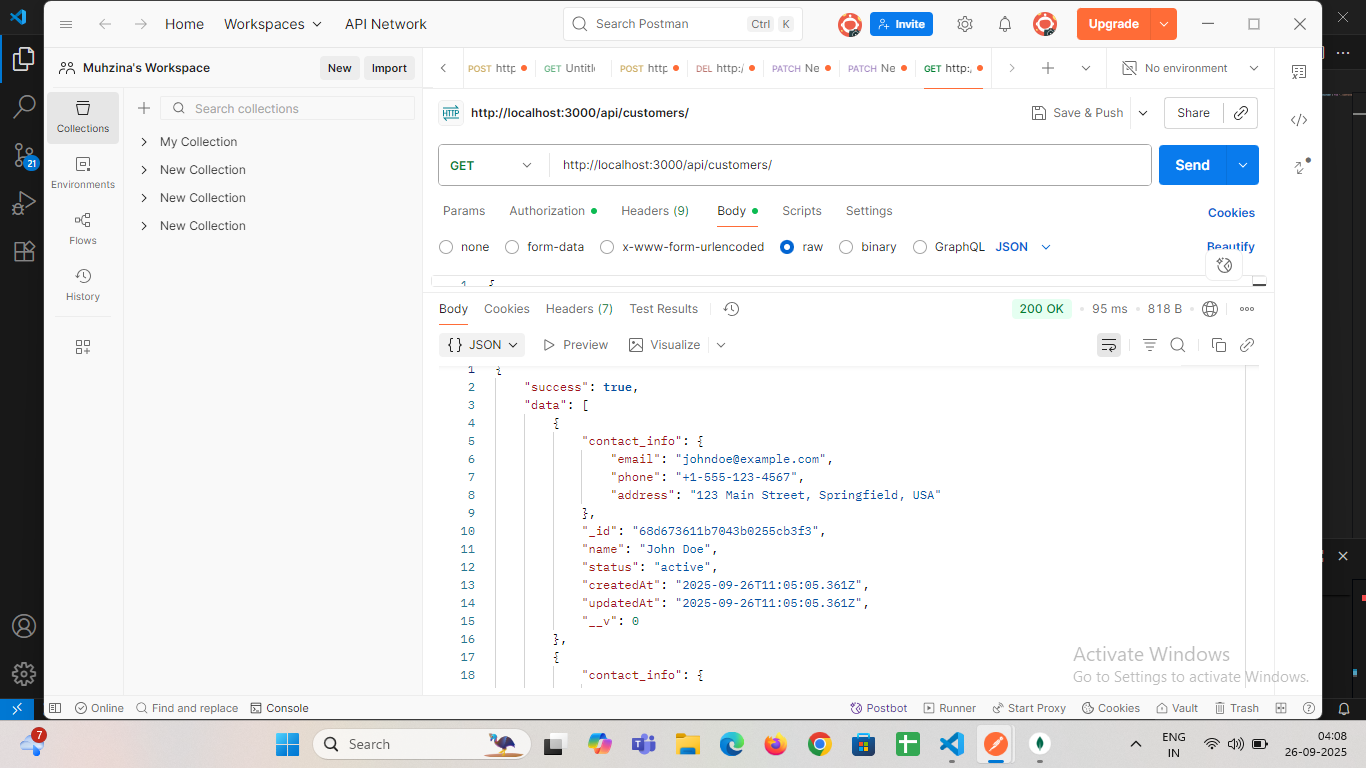 Home
Workspaces
API Network
Search Postman
Ctrl
K
Invite
Upgrade
Muhzina's Workspace
New
Import
POST http
GET Untitle
POST http
DEL http:/
PATCH Ne
PATCH Ne
GET http:,
No environment
Collections
Environments
Flows
History
Search collections
My Collection
New Collection
New Collection
New Collection
HTTP
http://localhost:3000/api/customers/
Save & Push
Share
GET
http://localhost:3000/api/customers/
Send
Params
Authorization
Headers (9)
Body
Scripts
Settings
Cookies
none
form-data
x-www-form-urlencoded
raw
binary
GraphQL
JSON
Beautify
1 {
Body
Cookies
Headers (7)
Test Results
200 OK
95 ms
818 B
{} JSON
Preview
Visualize
1 {
2 "success": true,
3 "data": [
4 {
5 "contact_info": {
6 "email": "johndoe@example.com",
7 "phone": "+1-555-123-4567",
8 "address": "123 Main Street, Springfield, USA"
9 },
10 "_id": "68d673611b7043b0255cb3f3",
11 "name": "John Doe",
12 "status": "active",
13 "createdAt": "2025-09-26T11:05:05.361Z",
14 "updatedAt": "2025-09-26T11:05:05.361Z",
15 "__v": 0
16 },
17 {
18 "contact_info": {
Activate Windows
Go to Settings to activate Windows.
21
Online
Find and replace
Console
Postbot
Runner
Start Proxy
Cookies
Vault
Trash
7
Search
ENG
IN
04:08
26-09-2025